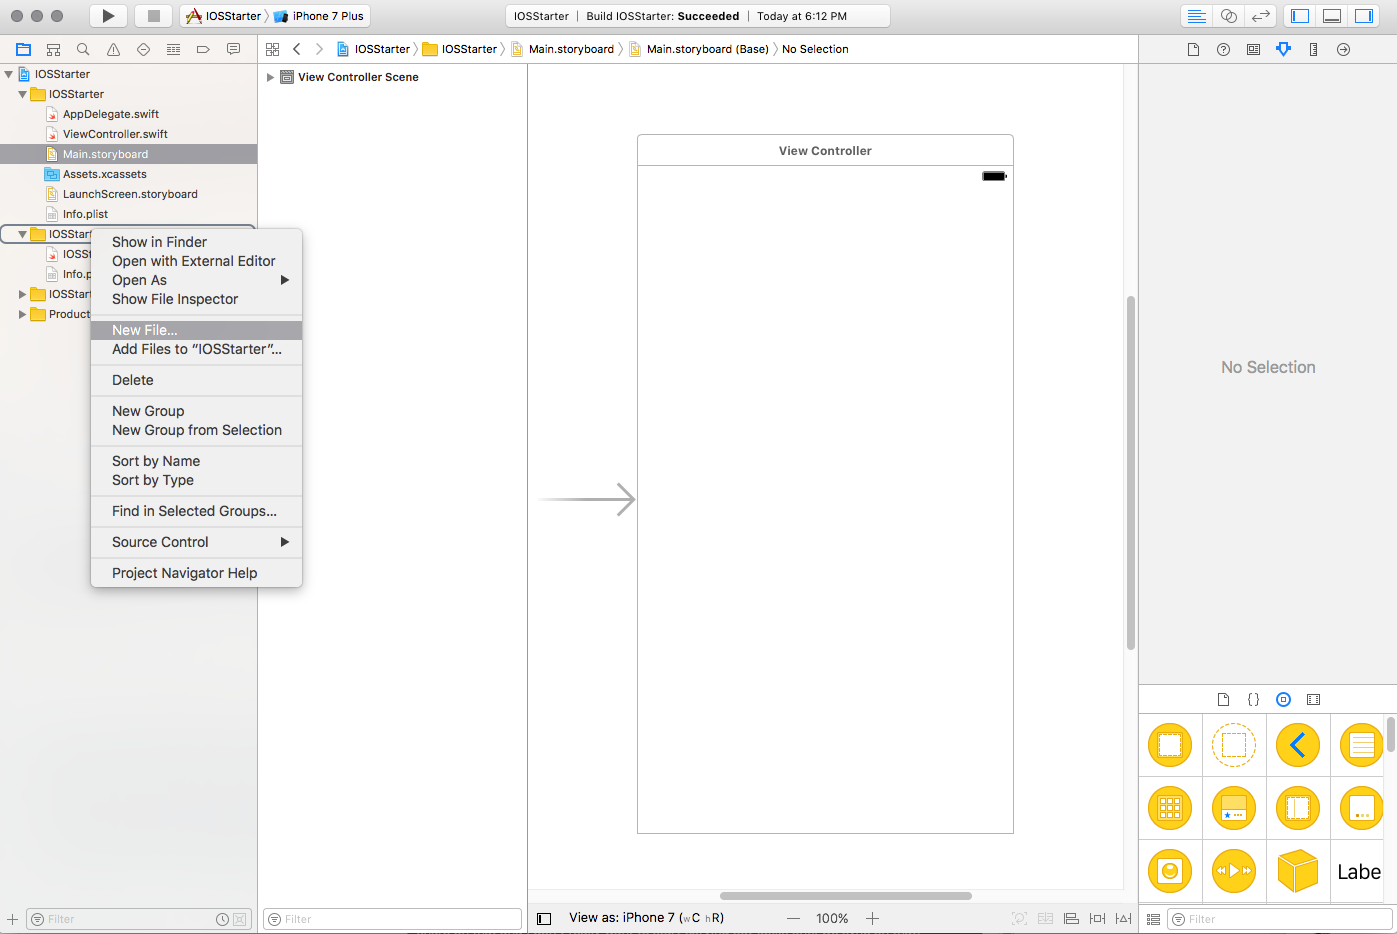 IOSStarter iPhone 7 Plus
IOSStarter | Build IOSStarter: Succeeded | Today at 6:12 PM
IOSStarter IOSStarter Main.storyboard Main.storyboard (Base) No Selection
IOSStarter
IOSStarter
AppDelegate.swift
ViewController.swift
Main.storyboard
Assets.xcassets
LaunchScreen.storyboard
Info.plist
IOSStart
IOSSt
Info.p
IOSStart
Product
Show in Finder
Open with External Editor
Open As
Show File Inspector
New File...
Add Files to “IOSStarter”...
Delete
New Group
New Group from Selection
Sort by Name
Sort by Type
Find in Selected Groups...
Source Control
Project Navigator Help
View Controller Scene
View Controller
No Selection
Labe
Filter
Filter
View as: iPhone 7 (wC hR)
100%
Filter